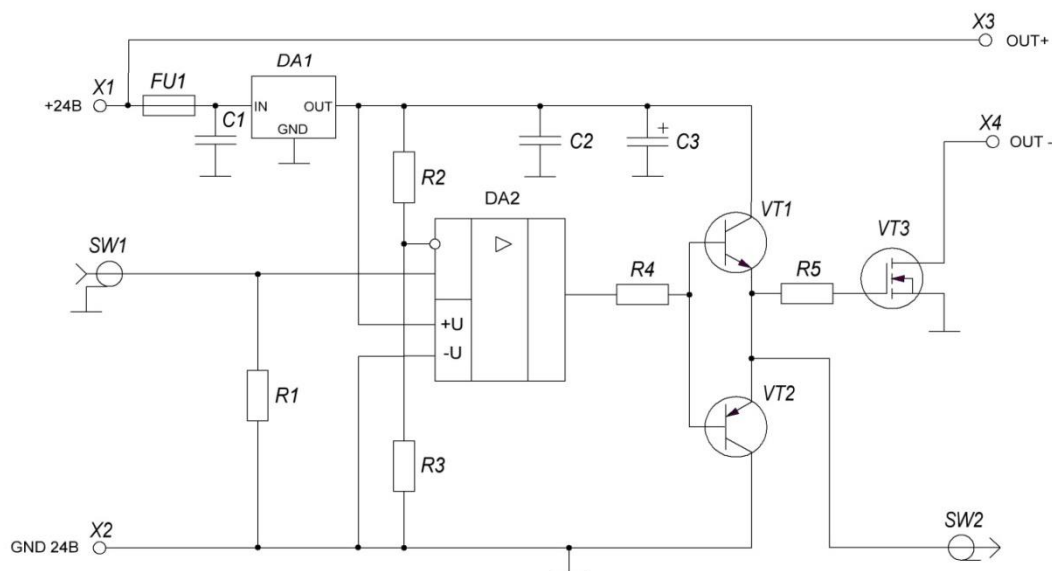 X3
OUT+
DA1
X1
FU1
+24В
IN
OUT
GND
C1
C2
+
C3
X4
OUT -
R2
DA2
VT1
VT3
SW1
R4
R5
+U
-U
R1
VT2
R3
X2
GND 24В
SW2